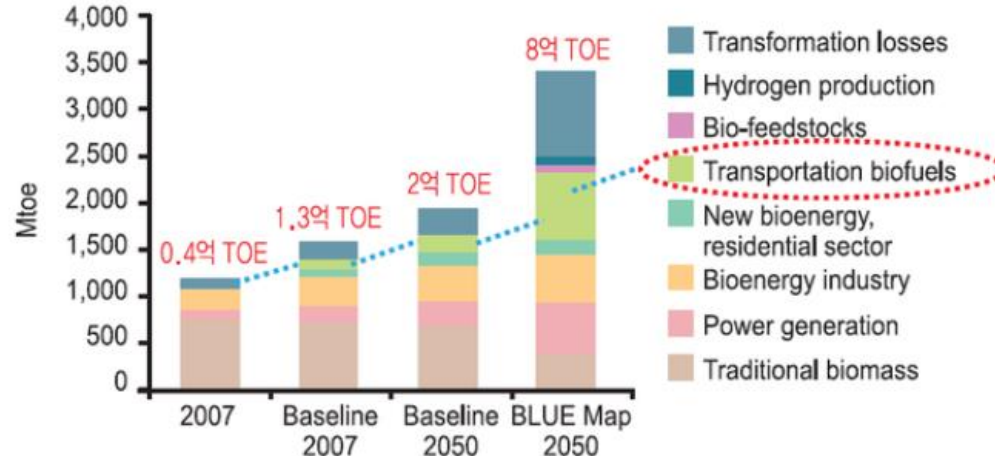 4,000
3,500
3,000
2,500
2,000
1,500
1,000
500
0
Mtoe
0.4억 TOE
1.3억 TOE
2억 TOE
8억 TOE
2007
Baseline
2007
Baseline
2050
BLUE Map
2050
Transformation losses
Hydrogen production
Bio-feedstocks
Transportation biofuels
New bioenergy,
residential sector
Bioenergy industry
Power generation
Traditional biomass